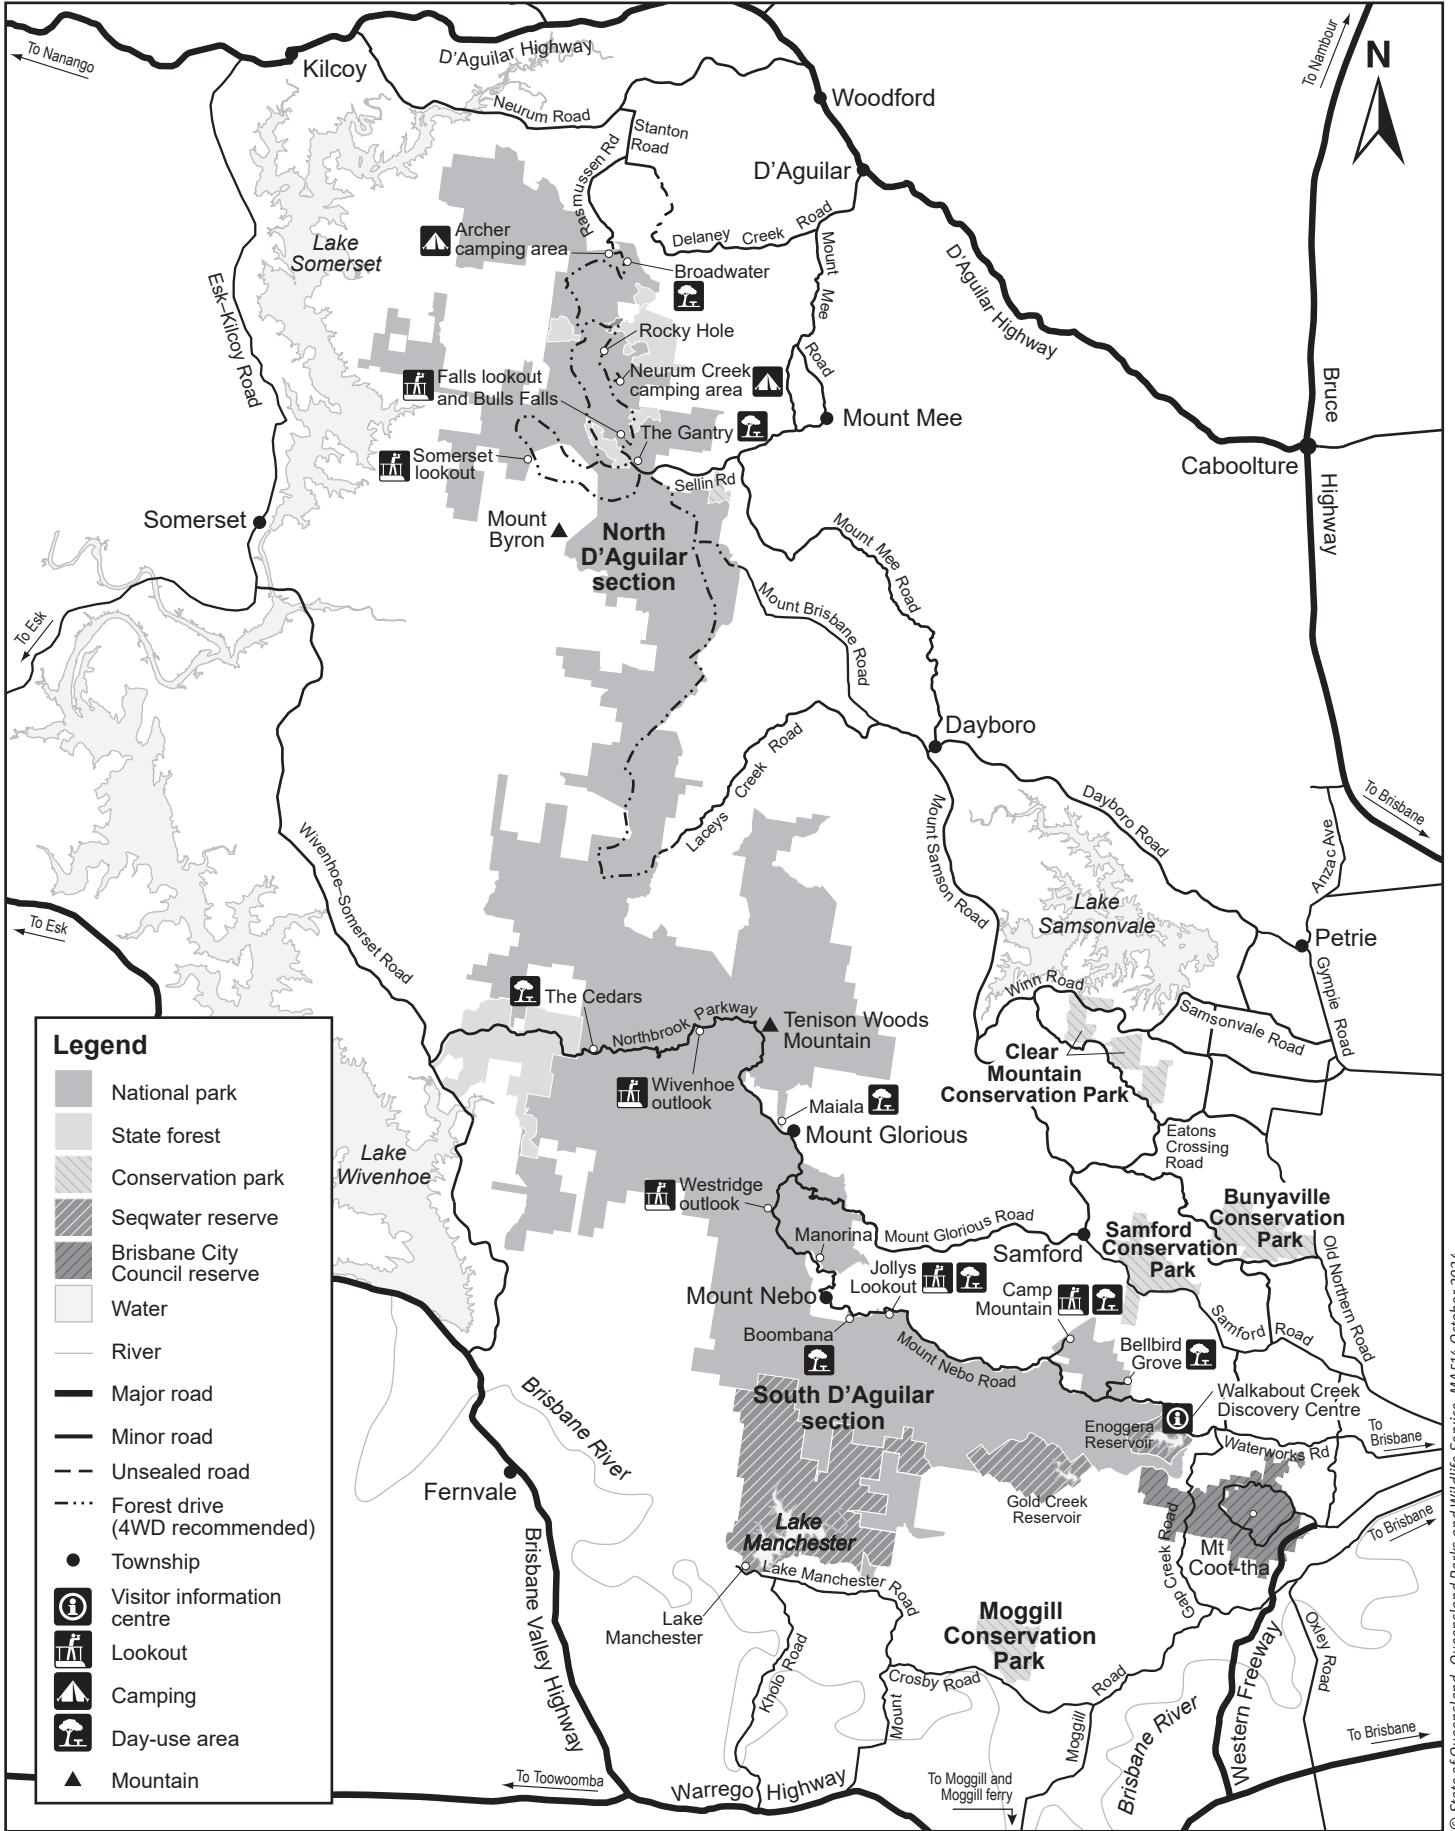 To Nanango
Kilcoy
D'Aguilar Highway
Neurum Road
Woodford
To Nambour
N
Stanton
Road
Rasmussen Rd
D'Aguilar
Delaney Creek Road
Mount Mee
Road
Archer
camping area
Lake
Somerset
Broadwater
D'Aguilar Highway
Esk–Kilcoy Road
Rocky Hole
Falls lookout
and Bulls Falls
Neurum Creek
camping area
The Gantry
Mount Mee
Bruce
Highway
Caboolture
Somerset
lookout
Sellin Rd
Somerset
Mount
Byron
North
D'Aguilar
section
Mount Mee Road
Mount Brisbane
Road
To Esk
Dayboro
Laceys Creek Road
Mount Samson Road
Dayboro Road
To Brisbane
Anzac Ave
Wivenhoe–Somerset Road
Lake
Samsonvale
Petrie
Gympie Road
To Esk
The Cedars
Northbrook Parkway
Tenison Woods
Mountain
Winn Road
Samsonvale Road
Clear
Mountain
Conservation Park
Wivenhoe
outlook
Maiala
Mount Glorious
Eatons
Crossing
Road
Lake
Wivenhoe
Westridge
outlook
Manorina
Mount Glorious Road
Samford
Samford
Conservation
Park
Bunyaville
Conservation
Park
Old Northern Road
Jollys
Lookout
Camp
Mountain
Mount Nebo
Boombana
Mount Nebo Road
Samford Road
Bellbird
Grove
Walkabout Creek
Discovery Centre
South D'Aguilar
section
Enoggera
Reservoir
Waterworks Rd
To
Brisbane
Brisbane River
Fernvale
Gold Creek
Reservoir
Gap Creek Road
Mt
Coot-tha
To Brisbane
Lake
Manchester
Lake Manchester Road
Lake
Manchester
Brisbane Valley Highway
Kholo Road
Moggill
Conservation
Park
Mount
Crosby Road
Moggill
Road
Brisbane River
Western Freeway
Oxley Road
To Brisbane
To Toowoomba
Warrego Highway
To Moggill and
Moggill ferry
Legend
National park
State forest
Conservation park
Seqwater reserve
Brisbane City
Council reserve
Water
River
Major road
Minor road
Unsealed road
Forest drive
(4WD recommended)
Township
Visitor information
centre
Lookout
Camping
Day-use area
Mountain
© State of Queensland. Queensland Parks and Wildlife Service. MA516 October 2024